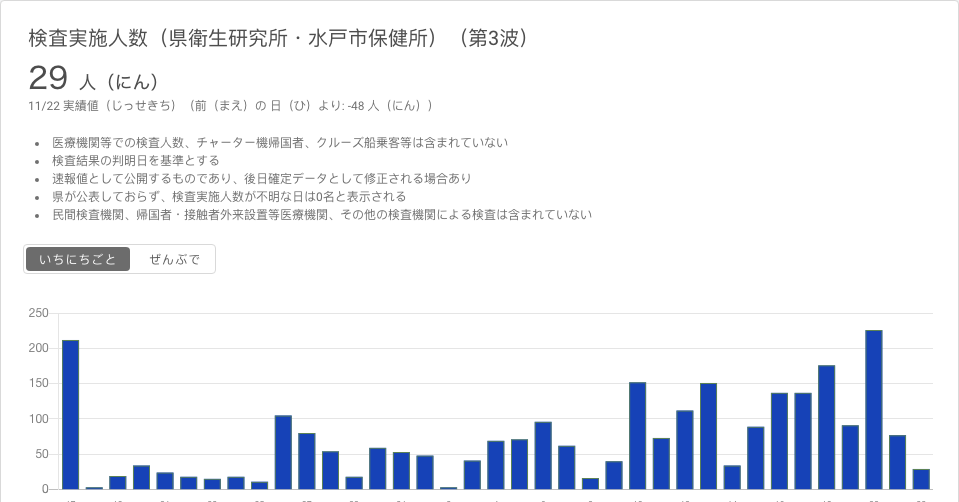 検査実施人数（県衛生研究所・水戸市保健所）（第3波）
29 人（にん）
11/22 実績値（じっせきち）（前（まえ）の 日（ひ）より: -48 人（にん））
医療機関等での検査人数、チャーター機帰国者、クルーズ船乗客等は含まれていない
検査結果の判明日を基準とする
速報値として公開するものであり、後日確定データとして修正される場合あり
県が公表しておらず、検査実施人数が不明な日は0名と表示される
民間検査機関、帰国者・接触者外来設置等医療機関、その他の検査機関による検査は含まれていない
いちにちごと ぜんぶで
250
200
150
100
50
0